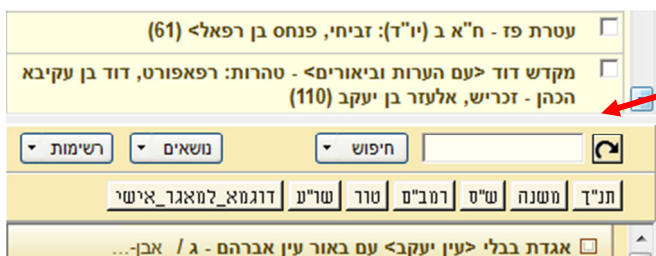 עטרת פז - ח"א ב (יו"ד): זביחי, פנחס בן רפאל> (61)
מקדש דוד <עם הערות וביאורים> - טהרות: רפאפורט, דוד בן עקיבא
הכהן - זכריש, אלעזר בן יעקב (110)
חיפוש נושאים רשימות
תנ"ך משנה ש"ס רמב"ם טור שו"ע דוגמא_למאגר_אישי
אגדת בבלי <עין יעקב> עם באור עין אברהם - ג / אבן-...